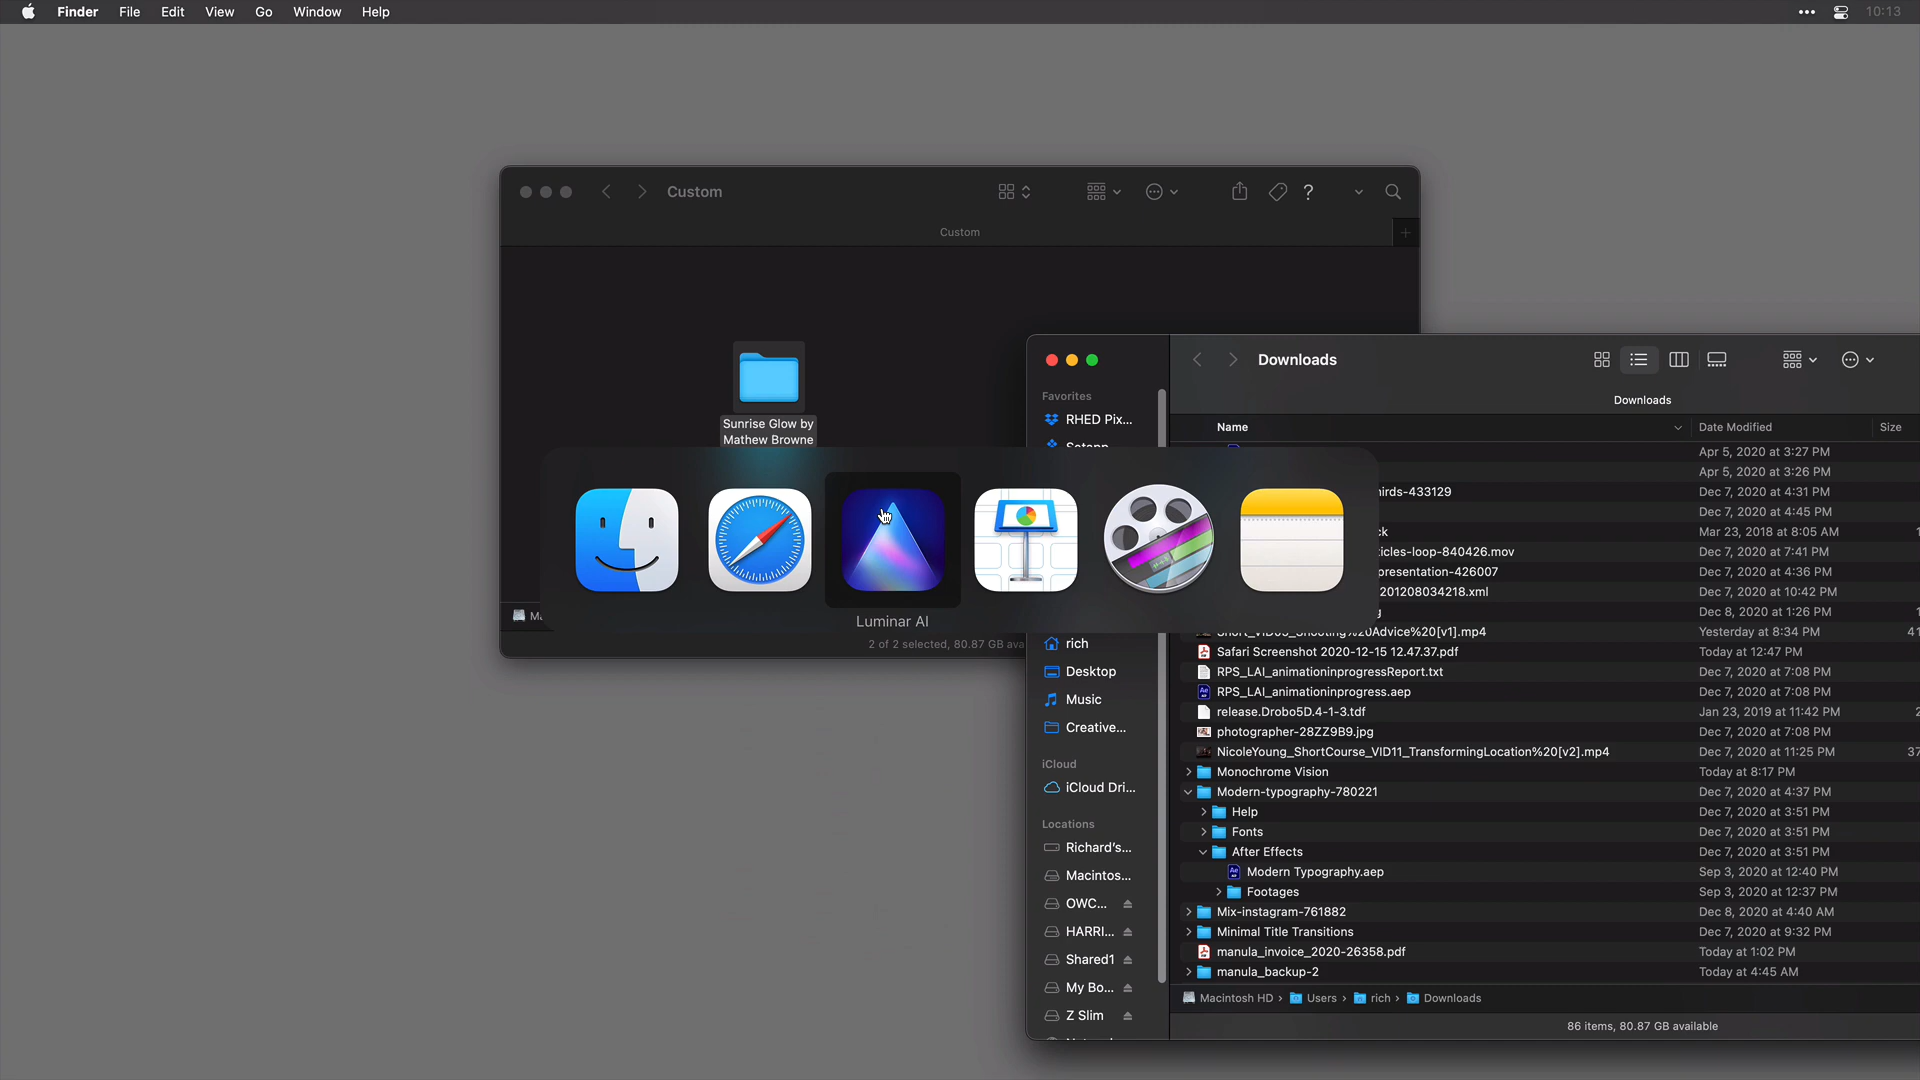 Finder File Edit View Go Window Help
10:13
Custom
Custom
Sunrise Glow by
Mathew Browne
Luminar AI
2 of 2 selected, 80.87 GB ava
Downloads
Downloads
Favorites
RHED Pix...
rich
Desktop
Music
Creative...
iCloud
iCloud Dri...
Locations
Richard's...
Macintos...
OWC...
HARRI...
Shared1
My Bo...
Z Slim
Name Date Modified Size
Apr 5, 2020 at 3:27 PM
Apr 5, 2020 at 3:26 PM
nirds-433129 Dec 7, 2020 at 4:31 PM
Dec 7, 2020 at 4:45 PM
ck Mar 23, 2018 at 8:05 AM
icles-loop-840426.mov Dec 7, 2020 at 7:41 PM
presentation-426007 Dec 7, 2020 at 4:36 PM
201208034218.xml Dec 7, 2020 at 10:42 PM
g Dec 8, 2020 at 1:26 PM
Short_VID05_Shooting%20Advice%20[v1].mp4 Yesterday at 8:34 PM 41
Safari Screenshot 2020-12-15 12.47.37.pdf Today at 12:47 PM
RPS_LAI_animationinprogressReport.txt Dec 7, 2020 at 7:08 PM
RPS_LAI_animationinprogress.aep Dec 7, 2020 at 7:08 PM
release.Drobo5D.4-1-3.tdf Jan 23, 2019 at 11:42 PM 2
photographer-28ZZ9B9.jpg Dec 7, 2020 at 7:08 PM
NicoleYoung_ShortCourse_VID11_TransformingLocation%20[v2].mp4 Dec 7, 2020 at 11:25 PM 37
Monochrome Vision Today at 8:17 PM
Modern-typography-780221 Dec 7, 2020 at 4:37 PM
Help Dec 7, 2020 at 3:51 PM
Fonts Dec 7, 2020 at 3:51 PM
After Effects Dec 7, 2020 at 3:51 PM
Modern Typography.aep Sep 3, 2020 at 12:40 PM
Footages Sep 3, 2020 at 12:37 PM
Mix-instagram-761882 Dec 8, 2020 at 4:40 AM
Minimal Title Transitions Dec 7, 2020 at 9:32 PM
manula_invoice_2020-26358.pdf Today at 1:02 PM
manula_backup-2 Today at 4:45 AM
Macintosh HD › Users › rich › Downloads
86 items, 80.87 GB available